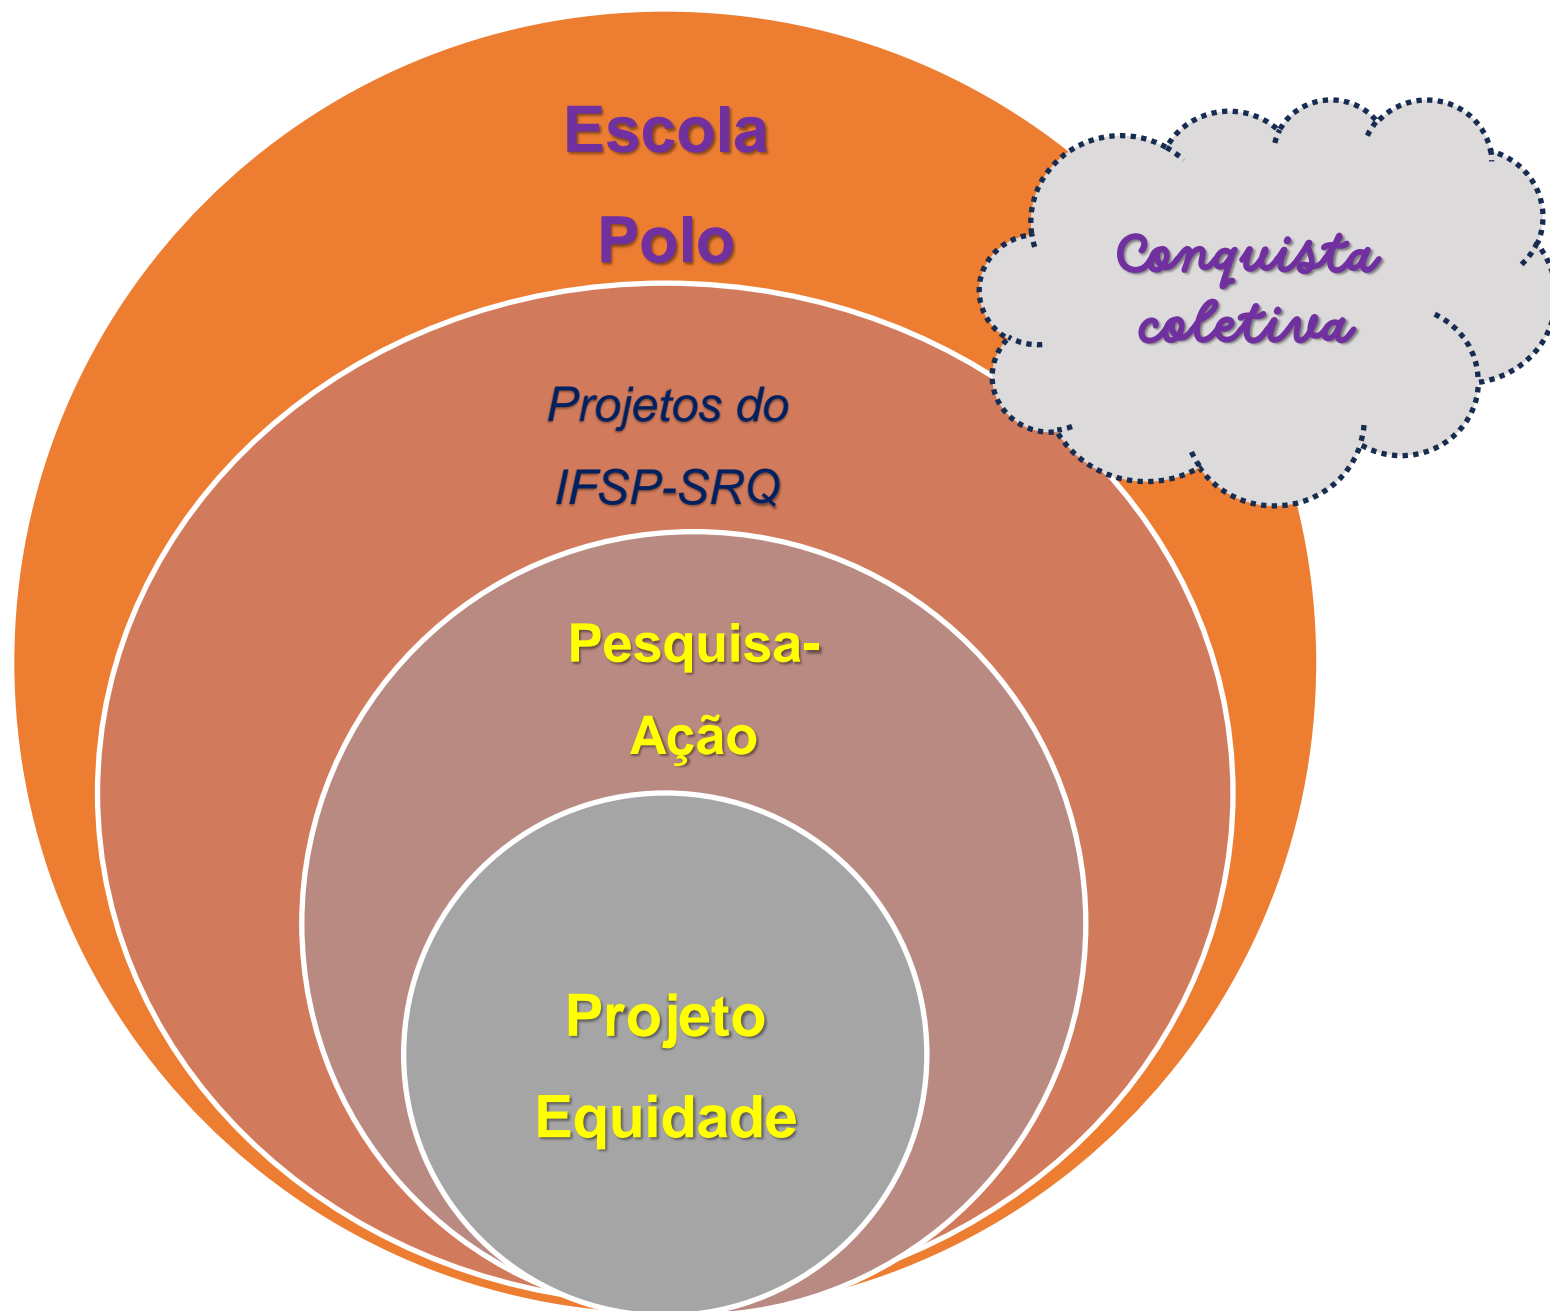 Escola
Polo
Conquista
coletiva
Projetos do
IFSP-SRQ
Pesquisa-
Ação
Projeto
Equidade